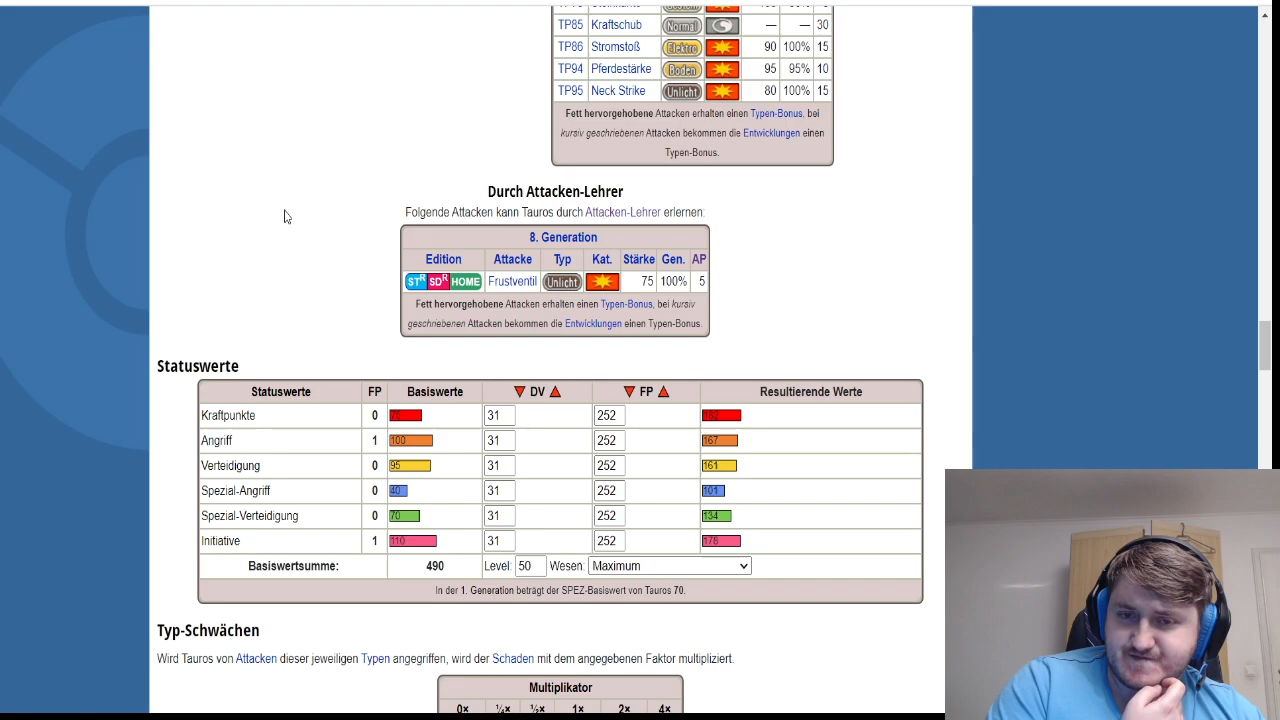 TP85 Kraftschub Normal — — 30
TP86 Stromstoß Elektro 90 100% 15
TP94 Pferdestärke Boden 95 95% 10
TP95 Neck Strike Unlicht 80 100% 15
Fett hervorgehobene Attacken erhalten einen Typen-Bonus, bei
kursiv geschriebenen Attacken bekommen die Entwicklungen einen
Typen-Bonus.
Durch Attacken-Lehrer
Folgende Attacken kann Tauros durch Attacken-Lehrer erlernen:
8. Generation
Edition Attacke Typ Kat. Stärke Gen. AP
STR SDR HOME Frustventil Unlicht 75 100% 5
Fett hervorgehobene Attacken erhalten einen Typen-Bonus, bei kursiv
geschriebenen Attacken bekommen die Entwicklungen einen Typen-Bonus.
Statuswerte
Statuswerte FP Basiswerte DV FP Resultierende Werte
Kraftpunkte 0 75 31 252 182
Angriff 1 100 31 252 167
Verteidigung 0 95 31 252 161
Spezial-Angriff 0 40 31 252 101
Spezial-Verteidigung 0 70 31 252 134
Initiative 1 110 31 252 178
Basiswertsumme: 490 Level: 50 Wesen: Maximum
In der 1. Generation beträgt der SPEZ-Basiswert von Tauros 70.
Typ-Schwächen
Wird Tauros von Attacken dieser jeweiligen Typen angegriffen, wird der Schaden mit dem angegebenen Faktor multipliziert.
Multiplikator
0× ¼× ½× 1× 2× 4×